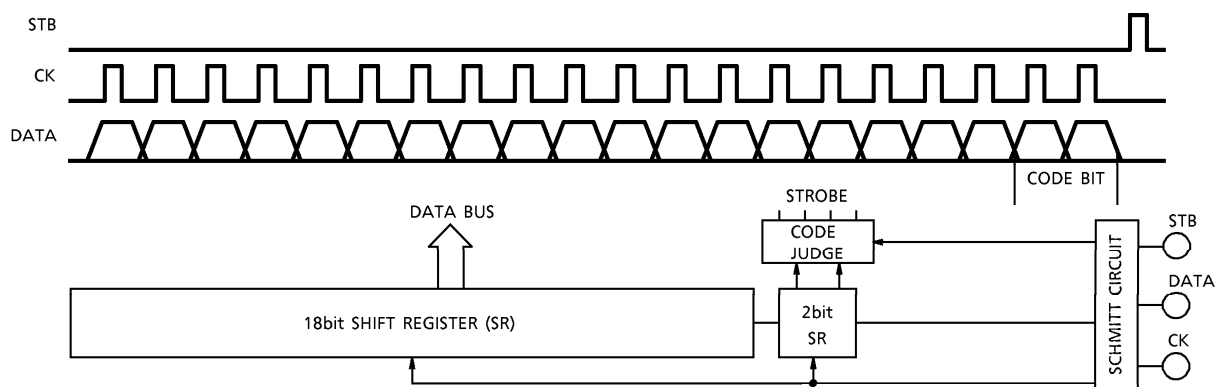 STB
CK
DATA
CODE BIT
DATA BUS
STROBE
CODE
JUDGE
18bit SHIFT REGISTER (SR)
2bit
SR
SCHMITT CIRCUIT
STB
DATA
CK